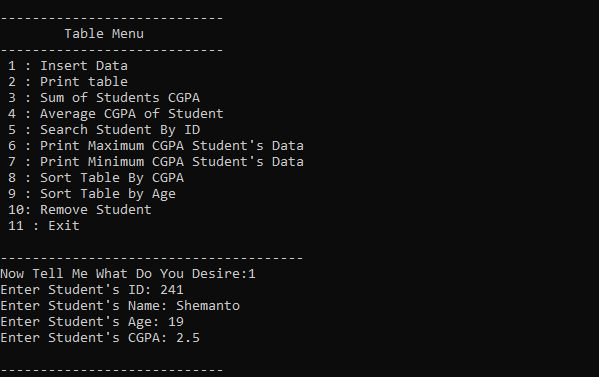 ----------------------------
Table Menu
----------------------------
1 : Insert Data
2 : Print table
3 : Sum of Students CGPA
4 : Average CGPA of Student
5 : Search Student By ID
6 : Print Maximum CGPA Student's Data
7 : Print Minimum CGPA Student's Data
8 : Sort Table By CGPA
9 : Sort Table by Age
10: Remove Student
11 : Exit
--------------------------------------
Now Tell Me What Do You Desire:1
Enter Student's ID: 241
Enter Student's Name: Shemanto
Enter Student's Age: 19
Enter Student's CGPA: 2.5
----------------------------